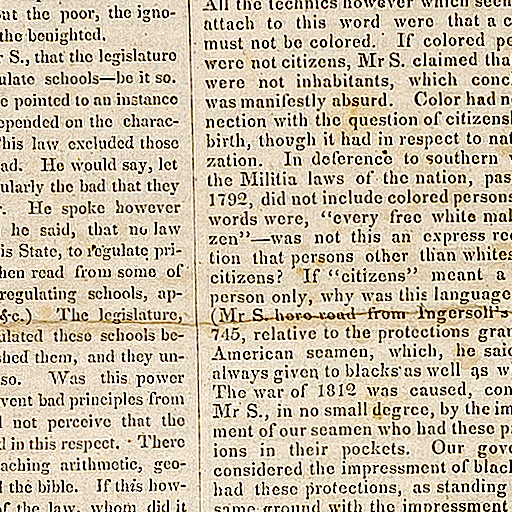 out the poor, the igno-
the benighted.
r S., that the legislature
ulate schools—be it so.
e pointed to an instance
epended on the charac-
his law excluded those
ad. He would say, let
ularly the bad that they
. He spoke however
he said, that no law
is State, to regulate pri-
hen read from some of
regulating schools, ap-
&c.) The legislature,
ulated these schools be-
shed them, and they un-
so. Was this power
vent bad principles from
not perceive that the
d in this respect. There
aching arithmetic, geo-
d the bible. If this how-
of the law, whom did it
All the technics however which seem
attach to this word were that a c
must not be colored. If colored pe
were not citizens, Mr S. claimed tha
were not inhabitants, which conc
was manifestly absurd. Color had n
nection with the question of citizens
birth, though it had in respect to nat
zation. In deference to southern
the Militia laws of the nation, pas
1792, did not include colored persons
words were, "every free white mal
zen"—was not this an express rec
tion that persons other than whites
citizens? If "citizens" meant a
person only, why was this language
(Mr S. here read from Ingersoll's
745, relative to the protections gran
American seamen, which, he said
always given to blacks as well as w
The war of 1812 was caused, con
Mr S., in no small degree, by the im
ment of our seamen who had these p
ions in their pockets. Our gove
considered the impressment of black
had these protections, as standing
same ground with the impressment